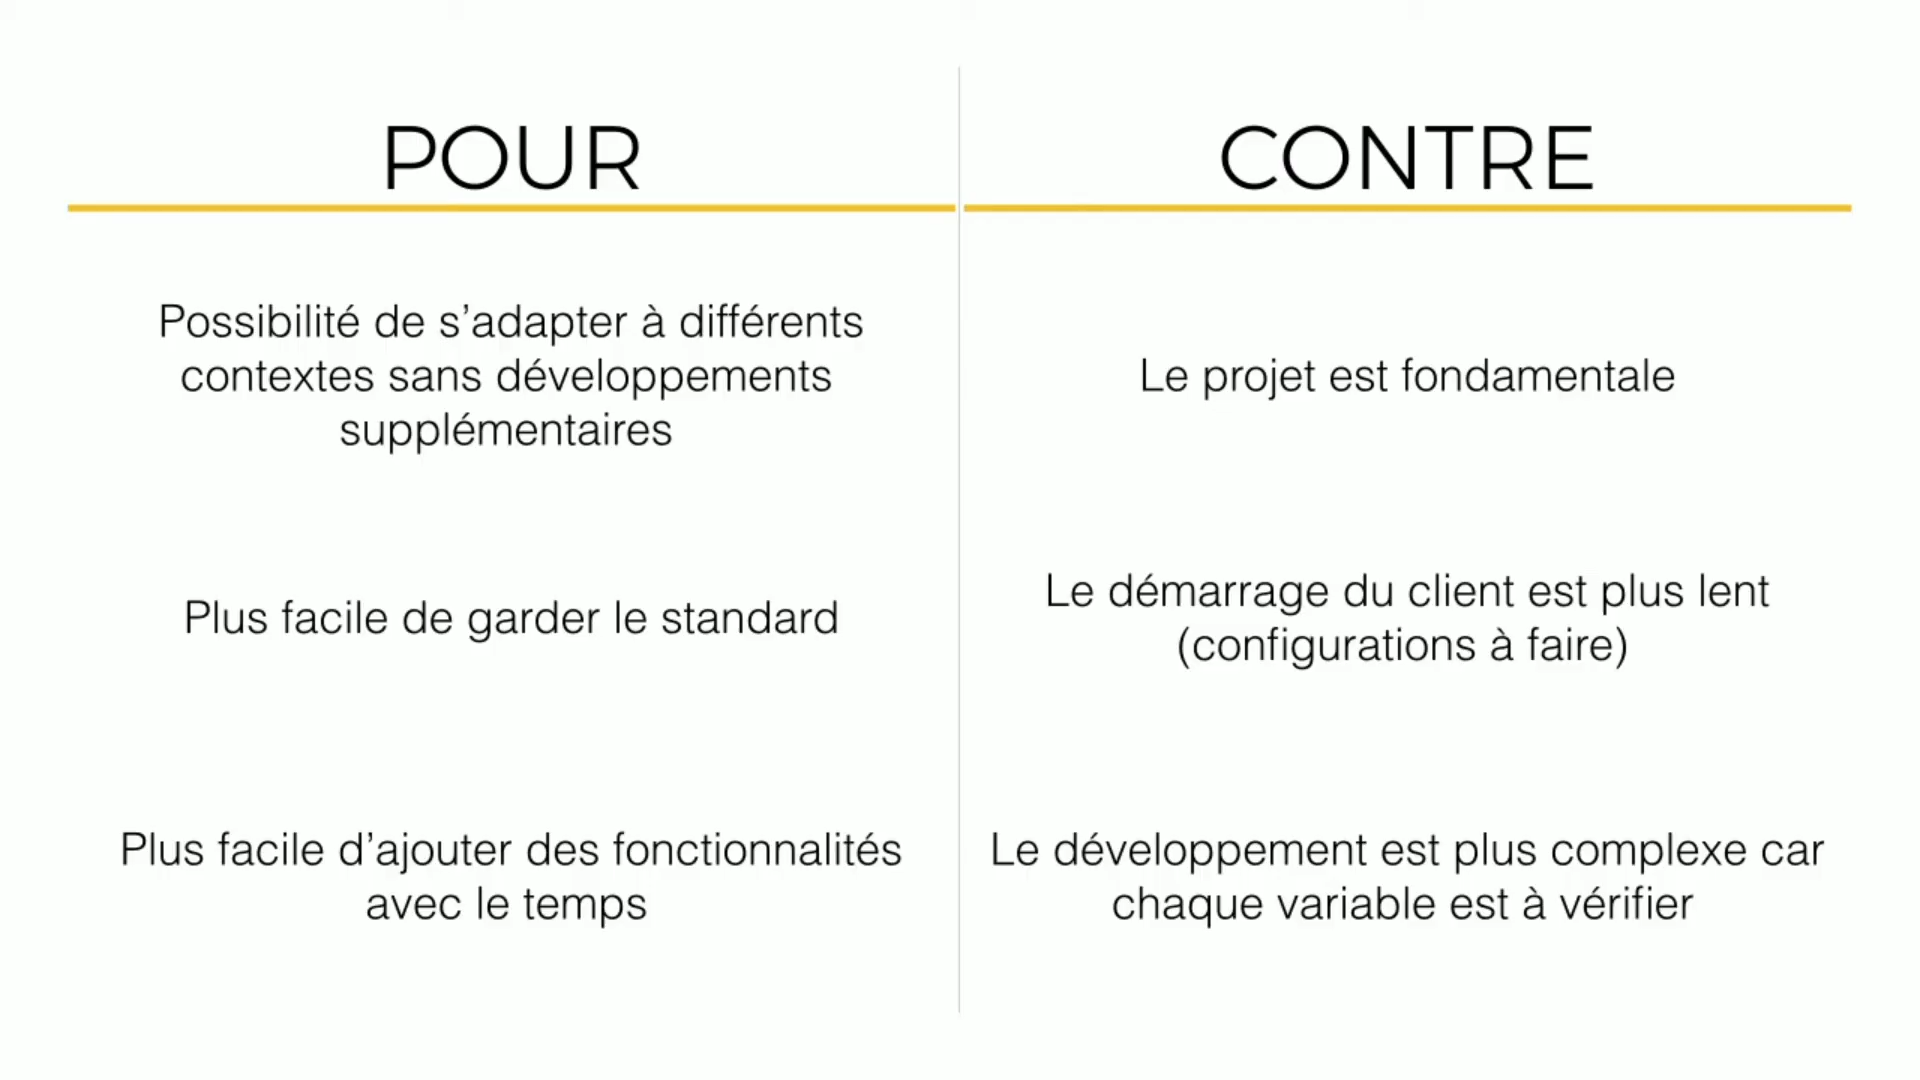 POUR
CONTRE
Possibilité de s’adapter à différents
contextes sans développements
supplémentaires
Le projet est fondamentale
Plus facile de garder le standard
Le démarrage du client est plus lent
(configurations à faire)
Plus facile d’ajouter des fonctionnalités
avec le temps
Le développement est plus complexe car
chaque variable est à vérifier